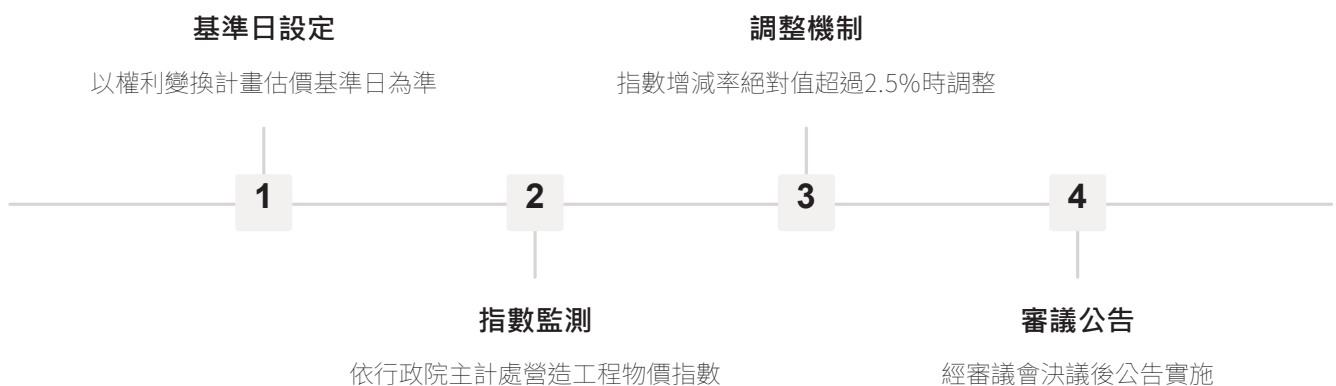 基準日設定
以權利變換計畫估價基準日為準
調整機制
指數增減率絕對值超過2.5%時調整
1
2
3
4
指數監測
依行政院主計處營造工程物價指數
審議公告
經審議會決議後公告實施